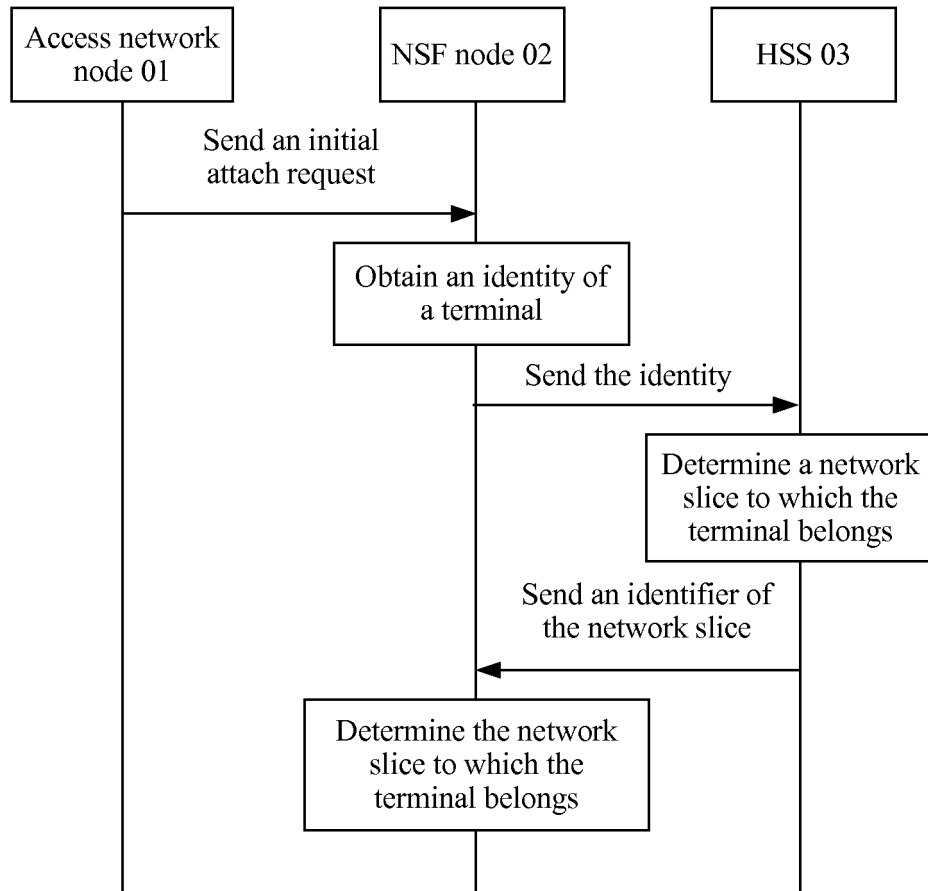 Access network
node 01
NSF node 02
HSS 03
Send an initial
attach request
Obtain an identity of
a terminal
Send the identity
Determine a network
slice to which the
terminal belongs
Send an identifier of
the network slice
Determine the network
slice to which the
terminal belongs